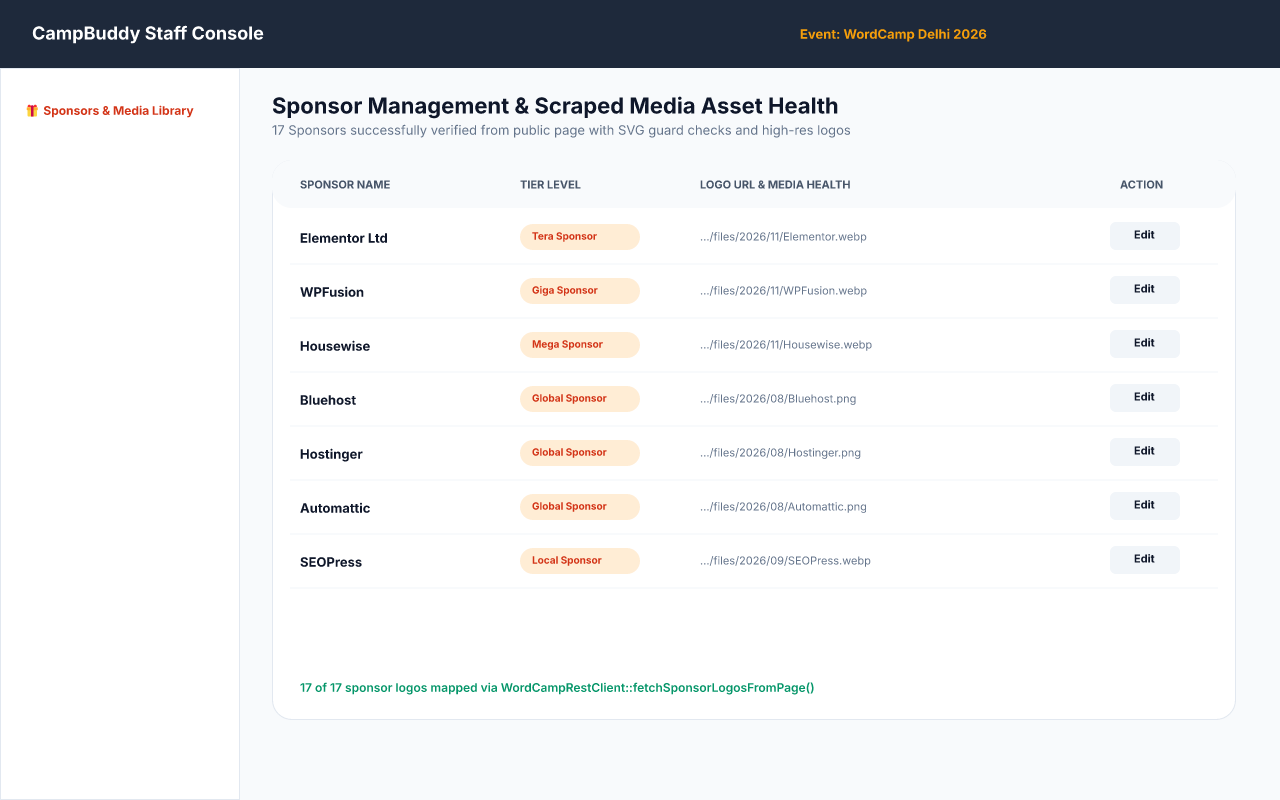 CampBuddy Staff Console
Event: WordCamp Delhi 2026
🎁 Sponsors & Media Library
Sponsor Management & Scraped Media Asset Health
17 Sponsors successfully verified from public page with SVG guard checks and high-res logos
SPONSOR NAME TIER LEVEL LOGO URL & MEDIA HEALTH ACTION
Elementor Ltd Tera Sponsor .../files/2026/11/Elementor.webp Edit
WPFusion Giga Sponsor .../files/2026/11/WPFusion.webp Edit
Housewise Mega Sponsor .../files/2026/11/Housewise.webp Edit
Bluehost Global Sponsor .../files/2026/08/Bluehost.png Edit
Hostinger Global Sponsor .../files/2026/08/Hostinger.png Edit
Automattic Global Sponsor .../files/2026/08/Automattic.png Edit
SEOPress Local Sponsor .../files/2026/09/SEOPress.webp Edit
17 of 17 sponsor logos mapped via WordCampRestClient::fetchSponsorLogosFromPage()